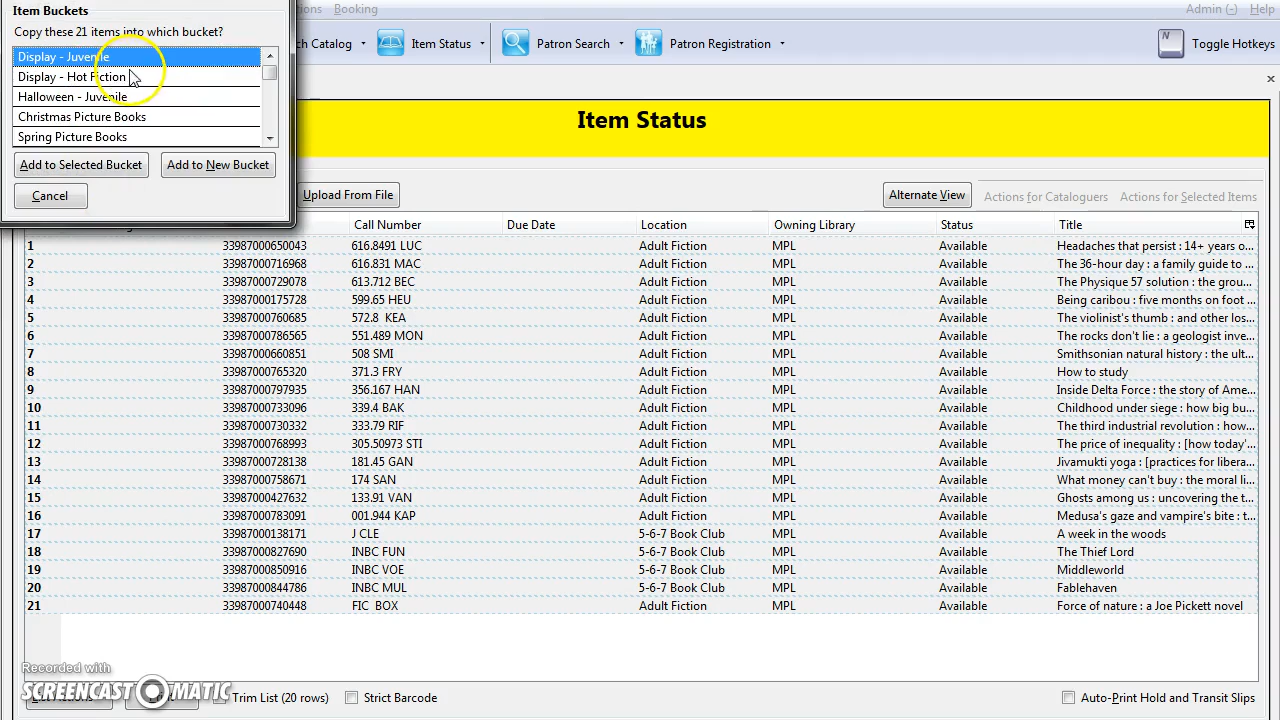 Item Buckets
Booking
Admin (-)
Help
Copy these 21 items into which bucket?
Display - Juvenile
Display - Hot Fiction
Halloween - Juvenile
Christmas Picture Books
Spring Picture Books
Add to Selected Bucket
Add to New Bucket
Cancel
Catalog
Item Status
Patron Search
Patron Registration
N
Toggle Hotkeys
Item Status
Upload From File
Alternate View
Actions for Cataloguers
Actions for Selected Items
Call Number Due Date Location Owning Library Status Title
1 33987000650043 616.8491 LUC Adult Fiction MPL Available Headaches that persist : 14+ years o...
2 33987000716968 616.831 MAC Adult Fiction MPL Available The 36-hour day : a family guide to ...
3 33987000729078 613.712 BEC Adult Fiction MPL Available The Physique 57 solution : the grou...
4 33987000175728 599.65 HEU Adult Fiction MPL Available Being caribou : five months on foot ...
5 33987000760685 572.8 KEA Adult Fiction MPL Available The violinist's thumb : and other los...
6 33987000786565 551.489 MON Adult Fiction MPL Available The rocks don't lie : a geologist inve...
7 33987000660851 508 SMI Adult Fiction MPL Available Smithsonian natural history : the ult...
8 33987000765320 371.3 FRY Adult Fiction MPL Available How to study
9 33987000797935 356.167 HAN Adult Fiction MPL Available Inside Delta Force : the story of Ame...
10 33987000733096 339.4 BAK Adult Fiction MPL Available Childhood under siege : how big bu...
11 33987000730332 333.79 RIF Adult Fiction MPL Available The third industrial revolution : how...
12 33987000768993 305.50973 STI Adult Fiction MPL Available The price of inequality : [how today'...
13 33987000728138 181.45 GAN Adult Fiction MPL Available Jivamukti yoga : [practices for libera...
14 33987000758671 174 SAN Adult Fiction MPL Available What money can't buy : the moral li...
15 33987000427632 133.91 VAN Adult Fiction MPL Available Ghosts among us : uncovering the t...
16 33987000783091 001.944 KAP Adult Fiction MPL Available Medusa's gaze and vampire's bite : t...
17 33987000138171 J CLE 5-6-7 Book Club MPL Available A week in the woods
18 33987000827690 INBC FUN 5-6-7 Book Club MPL Available The Thief Lord
19 33987000850916 INBC VOE 5-6-7 Book Club MPL Available Middleworld
20 33987000844786 INBC MUL 5-6-7 Book Club MPL Available Fablehaven
21 33987000740448 FIC BOX Adult Fiction MPL Available Force of nature : a Joe Pickett novel
Recorded with
SCREENCAST-O-MATIC
Trim List (20 rows)
Strict Barcode
Auto-Print Hold and Transit Slips